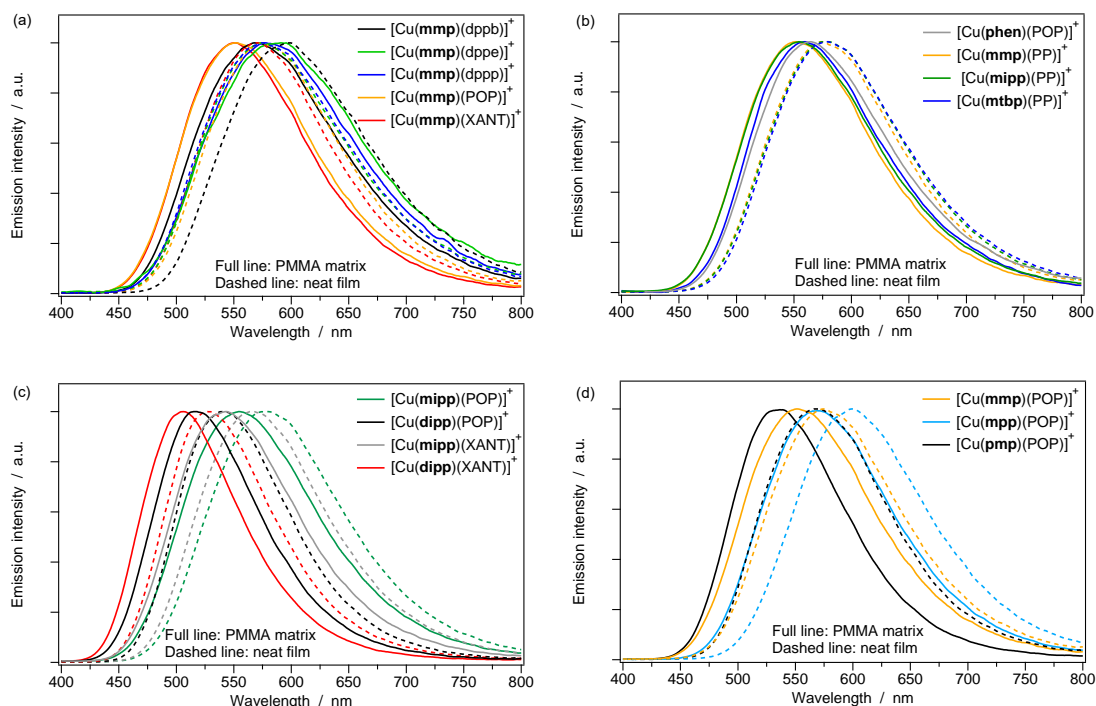 (a)
[Cu(mmp)(dppb)]+
[Cu(mmp)(dppe)]+
[Cu(mmp)(dppp)]+
[Cu(mmp)(POP)]+
[Cu(mmp)(XANT)]+
Emission intensity / a.u.
Full line: PMMA matrix
Dashed line: neat film
400 450 500 550 600 650 700 750 800
Wavelength / nm
(b)
[Cu(phen)(POP)]+
[Cu(mmp)(PP)]+
[Cu(mipp)(PP)]+
[Cu(mtbp)(PP)]+
Emission intensity / a.u.
Full line: PMMA matrix
Dashed line: neat film
400 450 500 550 600 650 700 750 800
Wavelength / nm
(c)
[Cu(mipp)(POP)]+
[Cu(dipp)(POP)]+
[Cu(mipp)(XANT)]+
[Cu(dipp)(XANT)]+
Emission intensity / a.u.
Full line: PMMA matrix
Dashed line: neat film
400 450 500 550 600 650 700 750 800
Wavelength / nm
(d)
[Cu(mmp)(POP)]+
[Cu(mpp)(POP)]+
[Cu(pmp)(POP)]+
Emission intensity / a.u.
Full line: PMMA matrix
Dashed line: neat film
400 450 500 550 600 650 700 750 800
Wavelength / nm